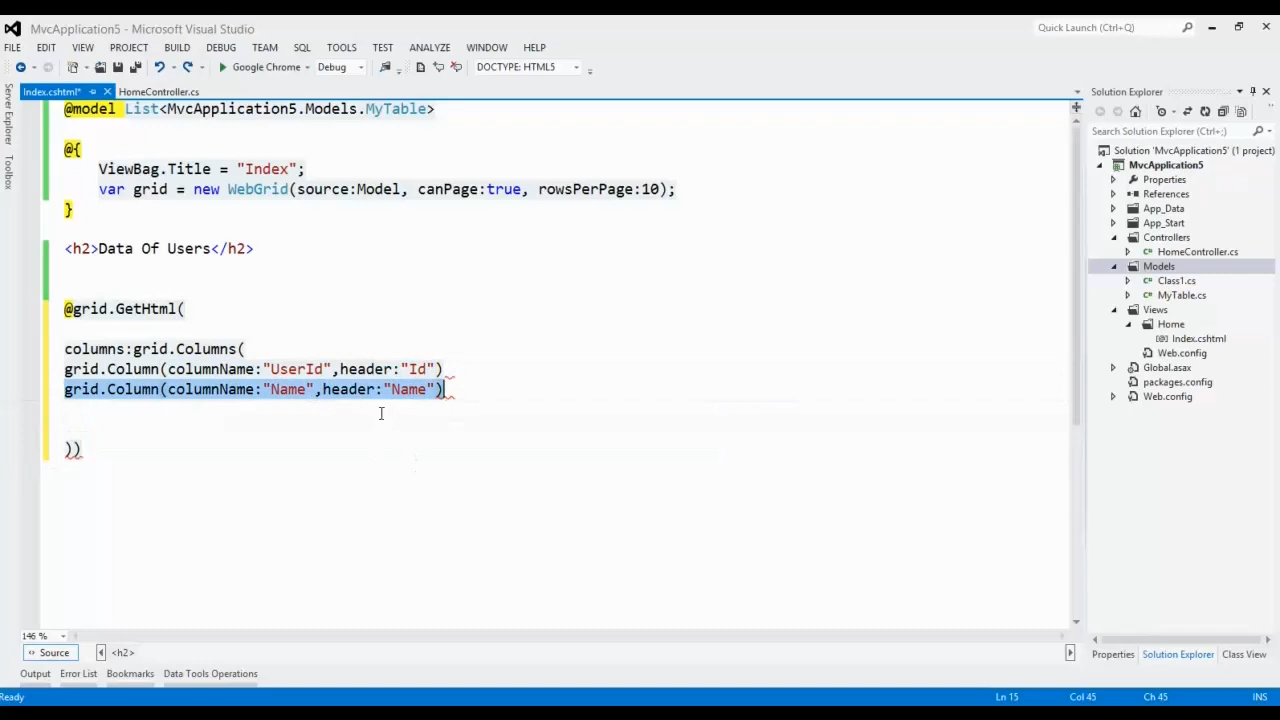 MvcApplication5 - Microsoft Visual Studio
Quick Launch (Ctrl+Q)
FILE EDIT VIEW PROJECT BUILD DEBUG TEAM SQL TOOLS TEST ANALYZE WINDOW HELP
Google Chrome Debug DOCTYPE: HTML5
Server Explorer
Toolbox
Index.cshtml* HomeController.cs
@model List<MvcApplication5.Models.MyTable>
@{
ViewBag.Title = "Index";
var grid = new WebGrid(source:Model, canPage:true, rowsPerPage:10);
}
<h2>Data Of Users</h2>
@grid.GetHtml(
columns:grid.Columns(
grid.Column(columnName:"UserId",header:"Id")
grid.Column(columnName:"Name",header:"Name")
))
146 %
Source <h2>
Output Error List Bookmarks Data Tools Operations
Solution Explorer
Search Solution Explorer (Ctrl+;)
Solution 'MvcApplication5' (1 project)
MvcApplication5
Properties
References
App_Data
App_Start
Controllers
HomeController.cs
Models
Class1.cs
MyTable.cs
Views
Home
Index.cshtml
Web.config
Global.asax
packages.config
Web.config
Properties Solution Explorer Class View
Ready Ln 15 Col 45 Ch 45 INS